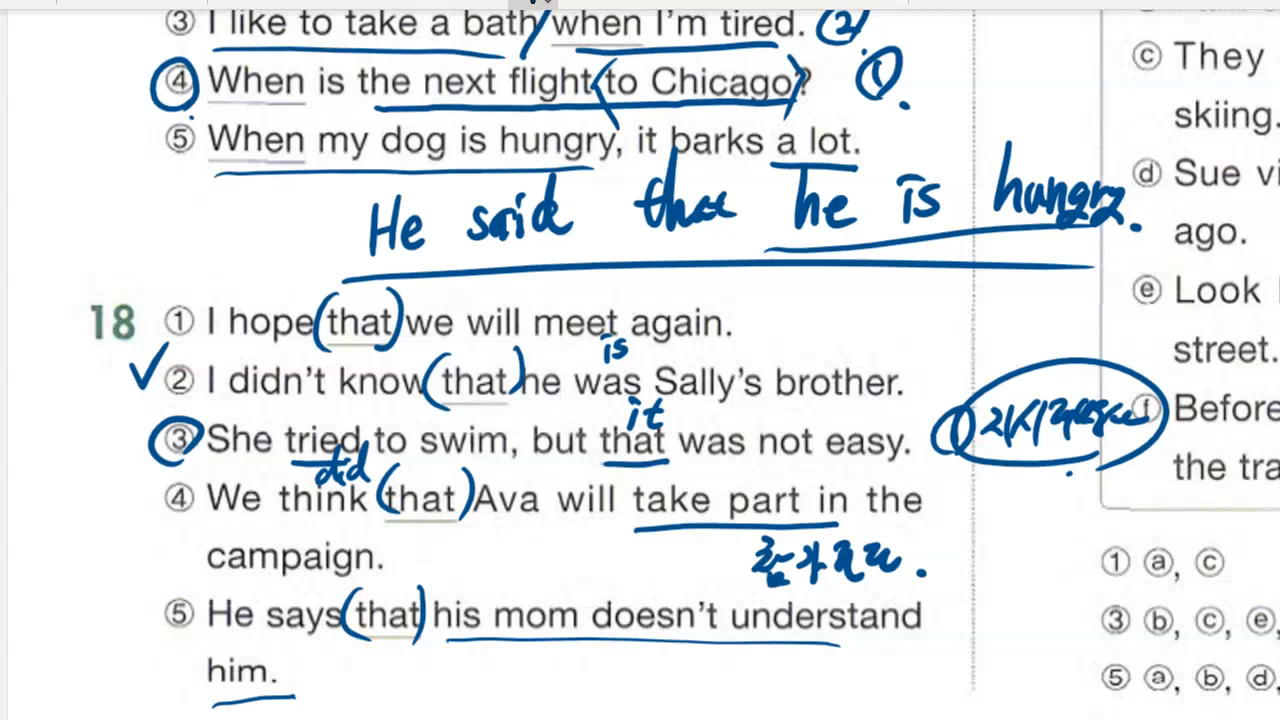 ③ I like to take a bath when I'm tired. ②
④ When is the next flight to Chicago? ①.
⑤ When my dog is hungry, it barks a lot.
He said that he is hungry.
18 ① I hope (that) we will meet again.
is
② I didn't know (that) he was Sally's brother.
it
③ She tried to swim, but that was not easy.
did
④ We think (that) Ava will take part in the
campaign.
참가하다.
⑤ He says (that) his mom doesn't understand
him.
ⓒ They
skiing.
ⓓ Sue vi
ago.
ⓔ Look
street.
ⓕ Before
the tra
① ⓐ, ⓒ
③ ⓑ, ⓒ, ⓔ,
⑤ ⓐ, ⓑ, ⓓ,